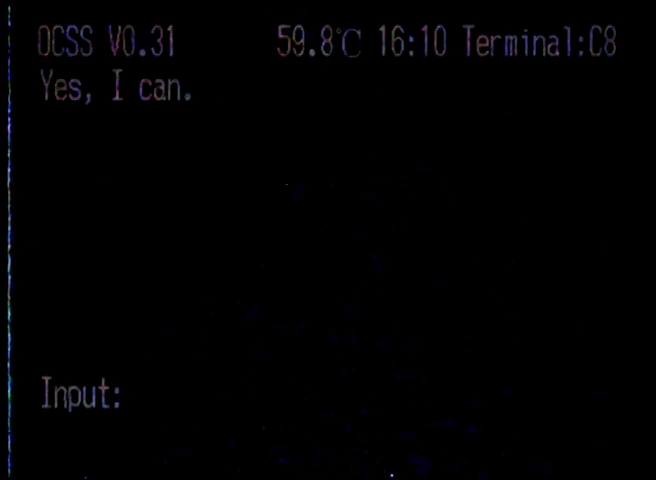 OCSS V0.31 59.8℃ 16:10 Terminal:C8
Yes, I can.
Input: